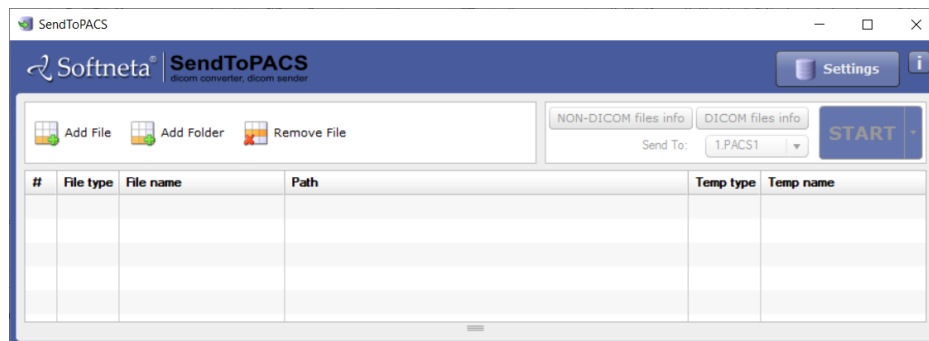 SendToPACS
Softneta® SendToPACS
dicom converter, dicom sender
Settings
i
Add File Add Folder Remove File
NON-DICOM files info DICOM files info
Send To: 1.PACS1
START
# File type File name Path Temp type Temp name